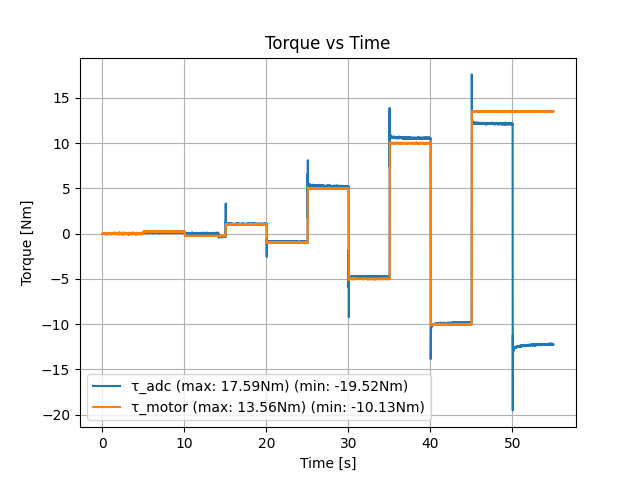 Torque vs Time
Torque [Nm]
15
10
5
0
−5
−10
−15
−20
τ_adc (max: 17.59Nm) (min: -19.52Nm)
τ_motor (max: 13.56Nm) (min: -10.13Nm)
0 10 20 30 40 50
Time [s]